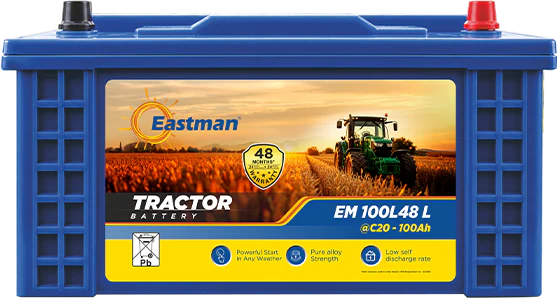 Eastman
48
MONTHS*
WARRANTY
TRACTOR
BATTERY
EM 100L48 L
@C20 - 100Ah
Pb
Powerful Start
in Any Weather
Pure alloy
Strength
Low self
discharge rate